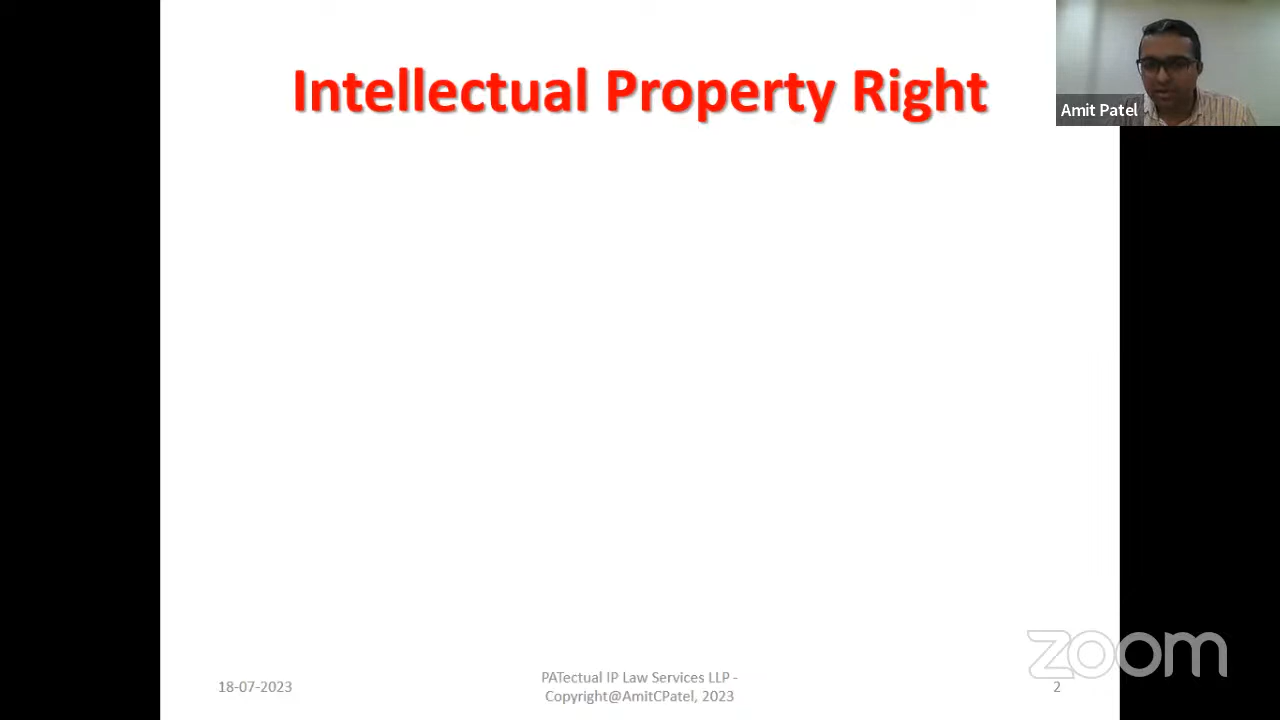 Intellectual Property Right
Amit Patel
zoom
18-07-2023
PATectual IP Law Services LLP -
Copyright@AmitCPatel, 2023
2